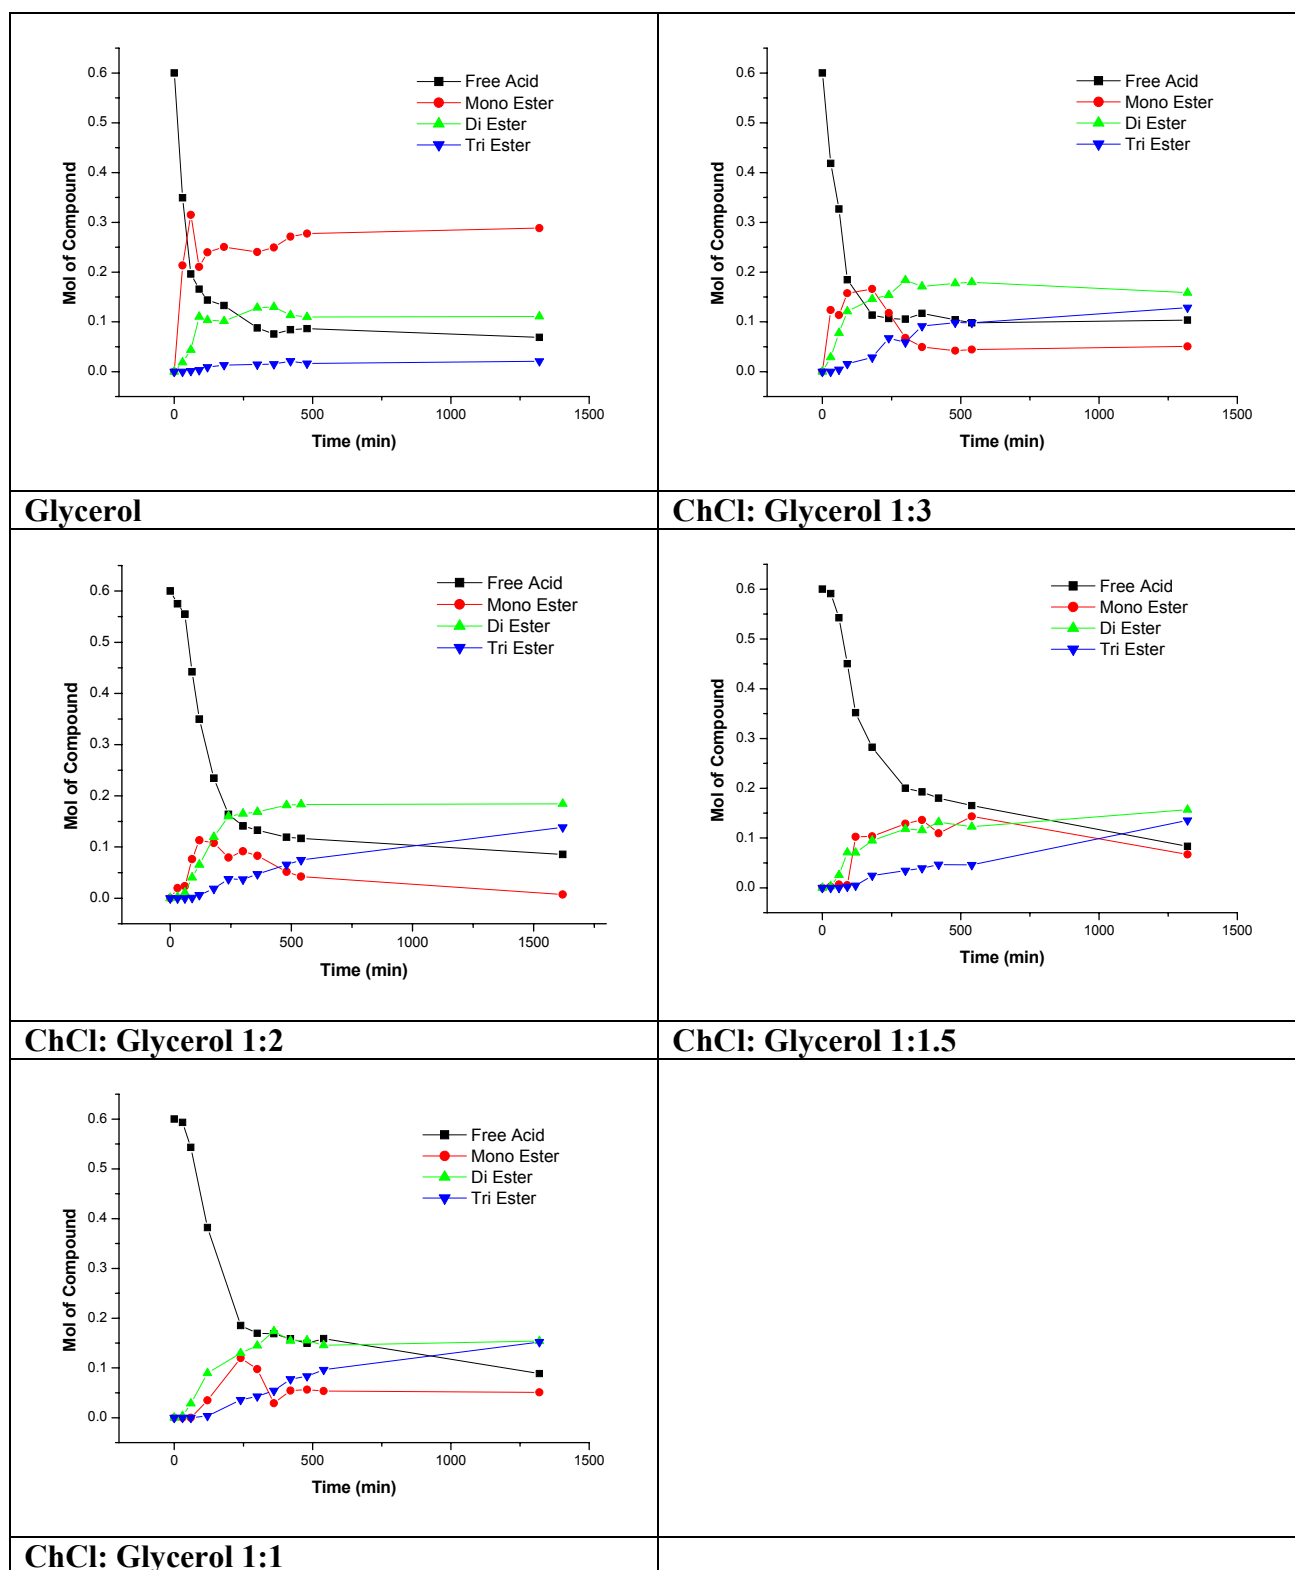 0.6
0.5
0.4
0.3
0.2
0.1
0.0
Mol of Compound
Free Acid
Mono Ester
Di Ester
Tri Ester
0 500 1000 1500
Time (min)
Glycerol
0.6
0.5
0.4
0.3
0.2
0.1
0.0
Mol of Compound
Free Acid
Mono Ester
Di Ester
Tri Ester
0 500 1000 1500
Time (min)
ChCl: Glycerol 1:3
0.6
0.5
0.4
0.3
0.2
0.1
0.0
Mol of Compound
Free Acid
Mono Ester
Di Ester
Tri Ester
0 500 1000 1500
Time (min)
ChCl: Glycerol 1:2
0.6
0.5
0.4
0.3
0.2
0.1
0.0
Mol of Compound
Free Acid
Mono Ester
Di Ester
Tri Ester
0 500 1000 1500
Time (min)
ChCl: Glycerol 1:1.5
0.6
0.5
0.4
0.3
0.2
0.1
0.0
Mol of Compound
Free Acid
Mono Ester
Di Ester
Tri Ester
0 500 1000 1500
Time (min)
ChCl: Glycerol 1:1